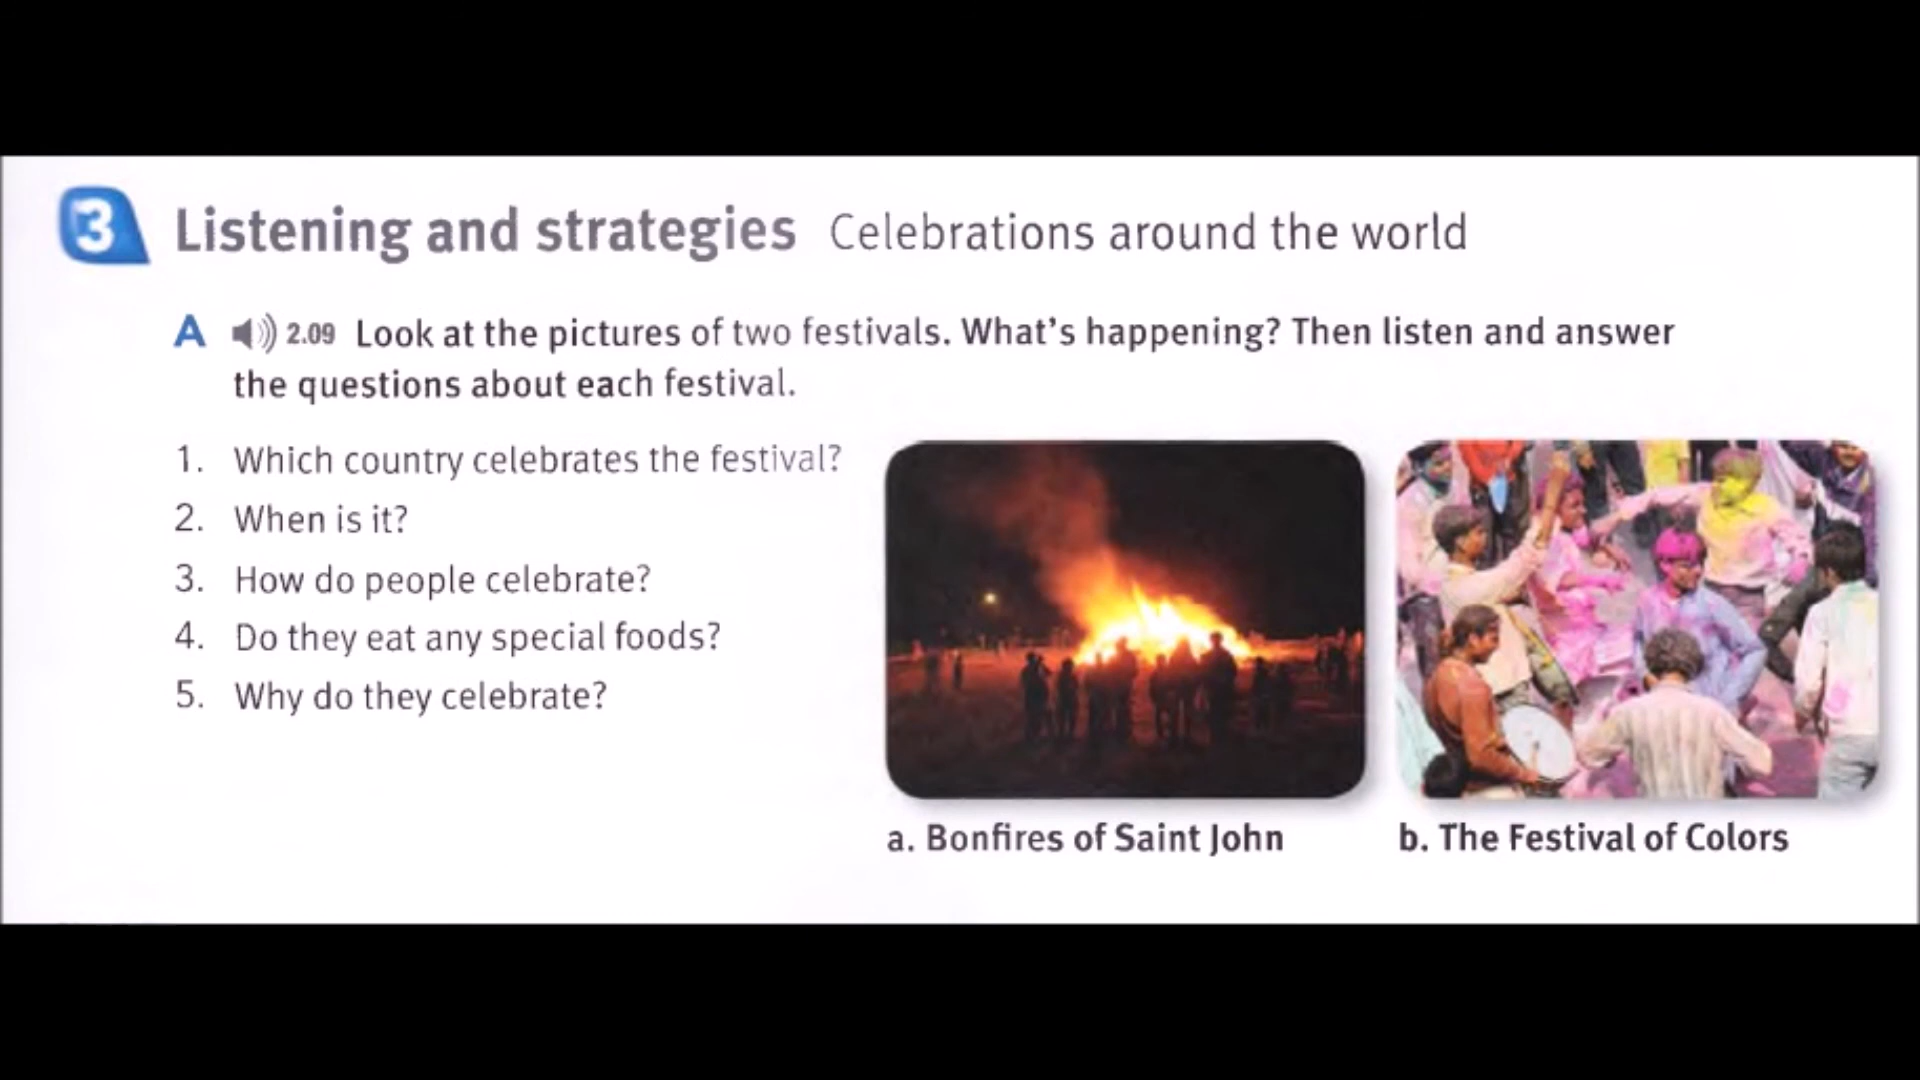 3 Listening and strategies Celebrations around the world
A 2.09 Look at the pictures of two festivals. What's happening? Then listen and answer
the questions about each festival.
1. Which country celebrates the festival?
2. When is it?
3. How do people celebrate?
4. Do they eat any special foods?
5. Why do they celebrate?
a. Bonfires of Saint John
b. The Festival of Colors